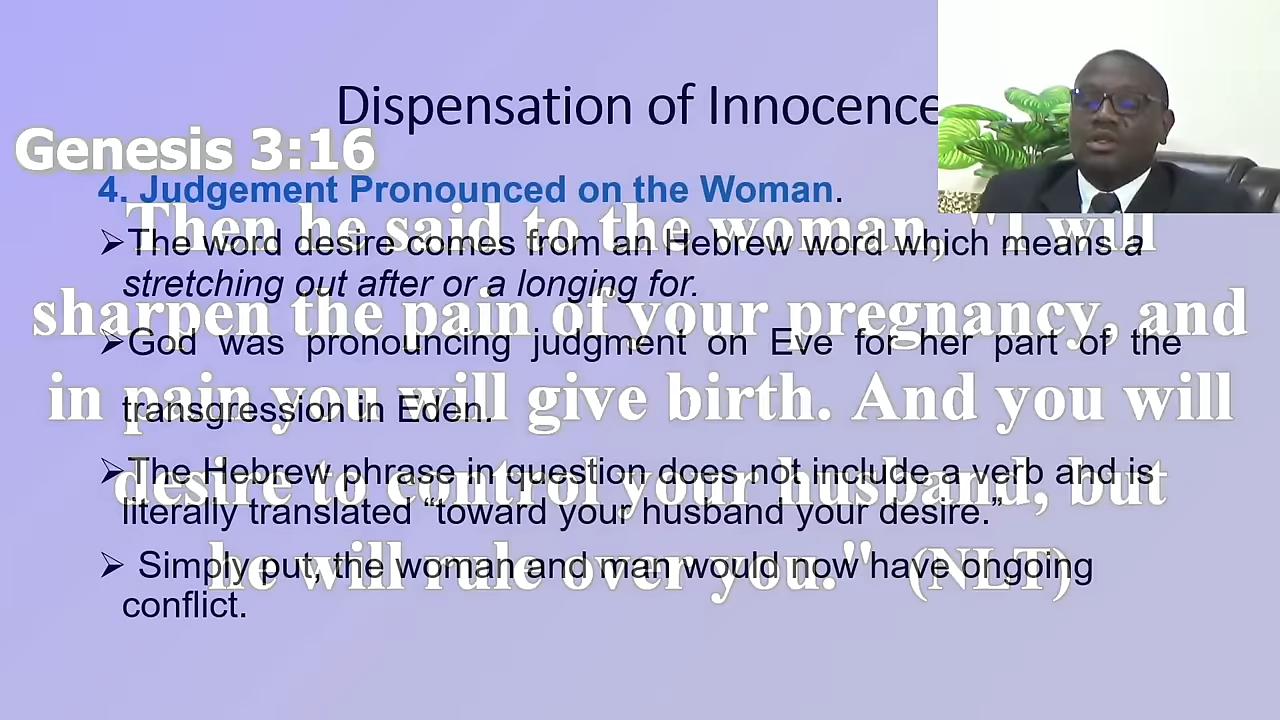 Dispensation of Innocence
Genesis 3:16
4. Judgement Pronounced on the Woman.
Then he said to the woman, "I will
➢The word desire comes from an Hebrew word which means a
stretching out after or a longing for.
sharpen the pain of your pregnancy, and
➢God was pronouncing judgment on Eve for her part of the
in pain you will give birth. And you will
transgression in Eden.
➢The Hebrew phrase in question does not include a verb and is
desire to control your husband, but
literally translated “toward your husband your desire.”
➢ Simply put, the woman and man would now have ongoing
he will rule over you." (NLT)
conflict.